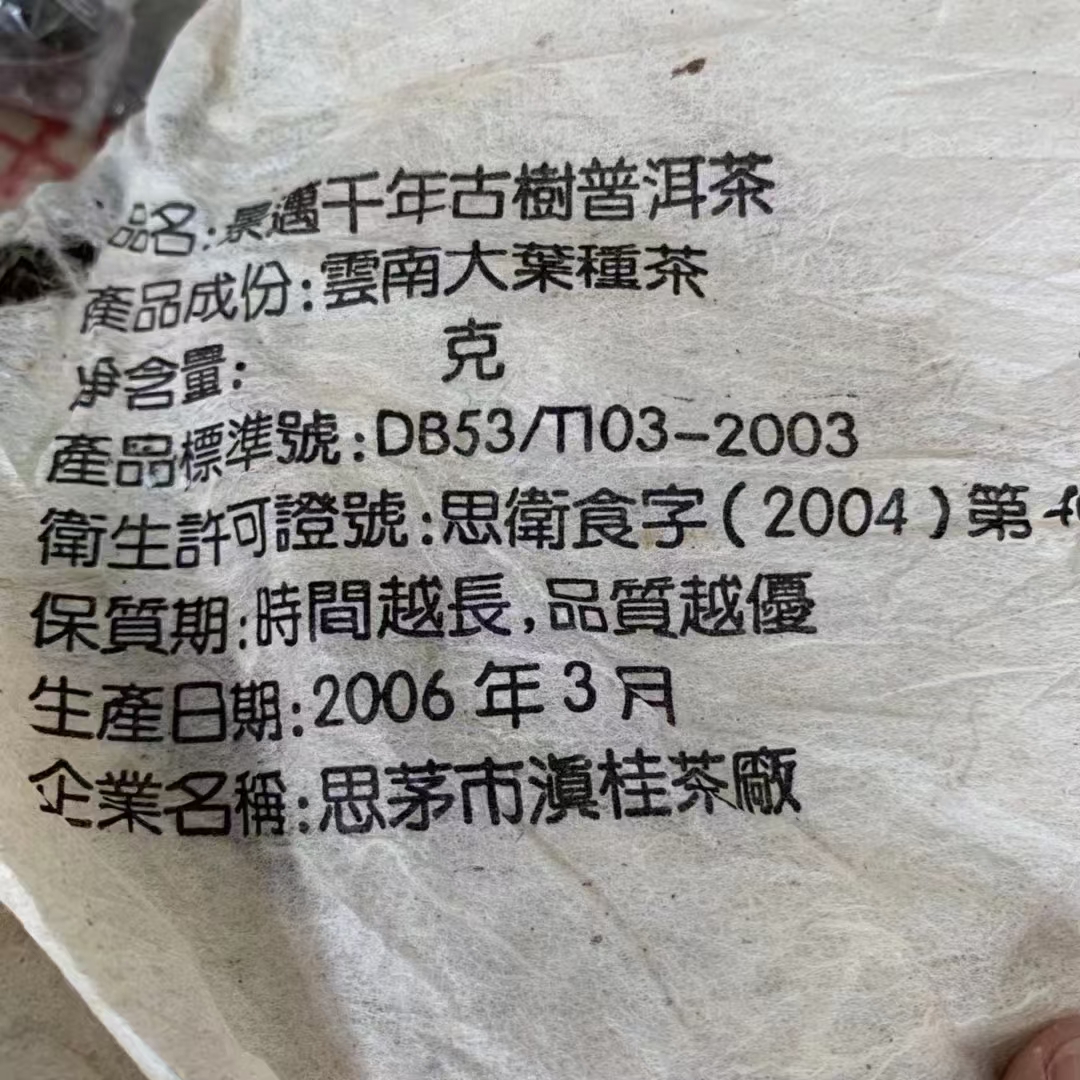 品名:景邁千年古樹普洱茶
產品成份:雲南大葉種茶
淨含量: 克
產品標準號:DB53/T103-2003
衛生許可證號:思衛食字(2004)第
保質期:時間越長,品質越優
生產日期:2006年3月
企業名稱:思茅市滇桂茶廠